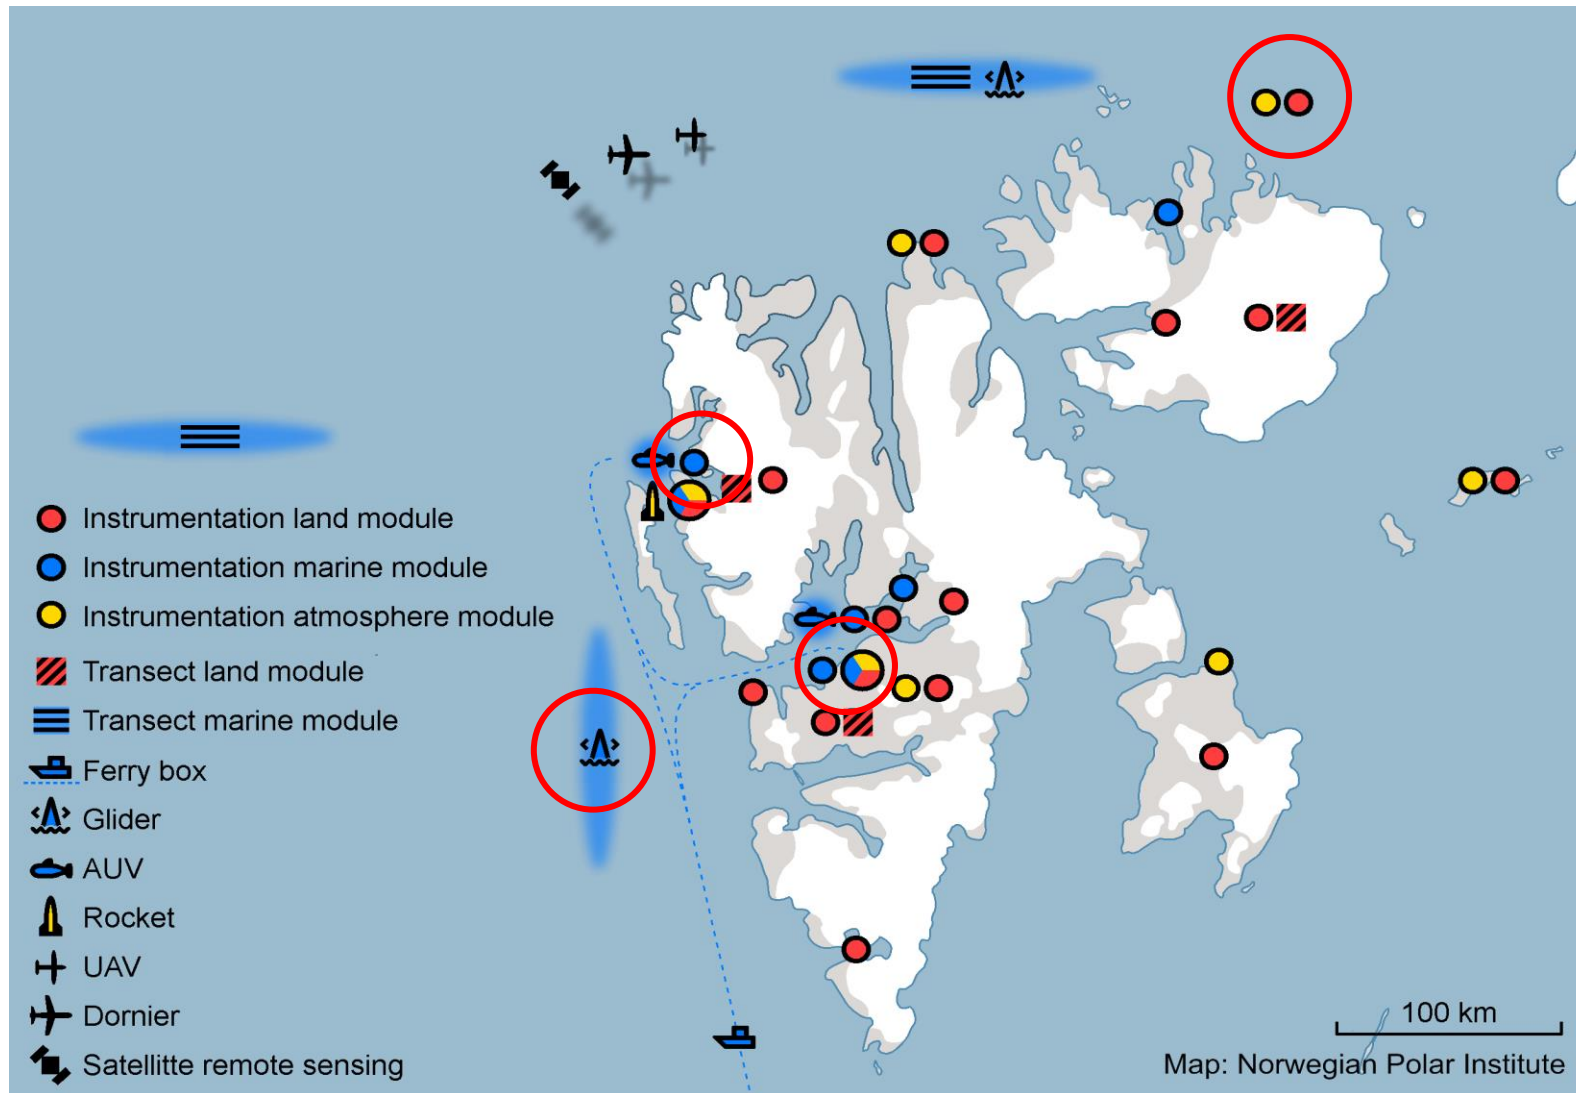 Instrumentation land module
Instrumentation marine module
Instrumentation atmosphere module
Transect land module
Transect marine module
Ferry box
Glider
AUV
Rocket
UAV
Dornier
Satellitte remote sensing
100 km
Map: Norwegian Polar Institute